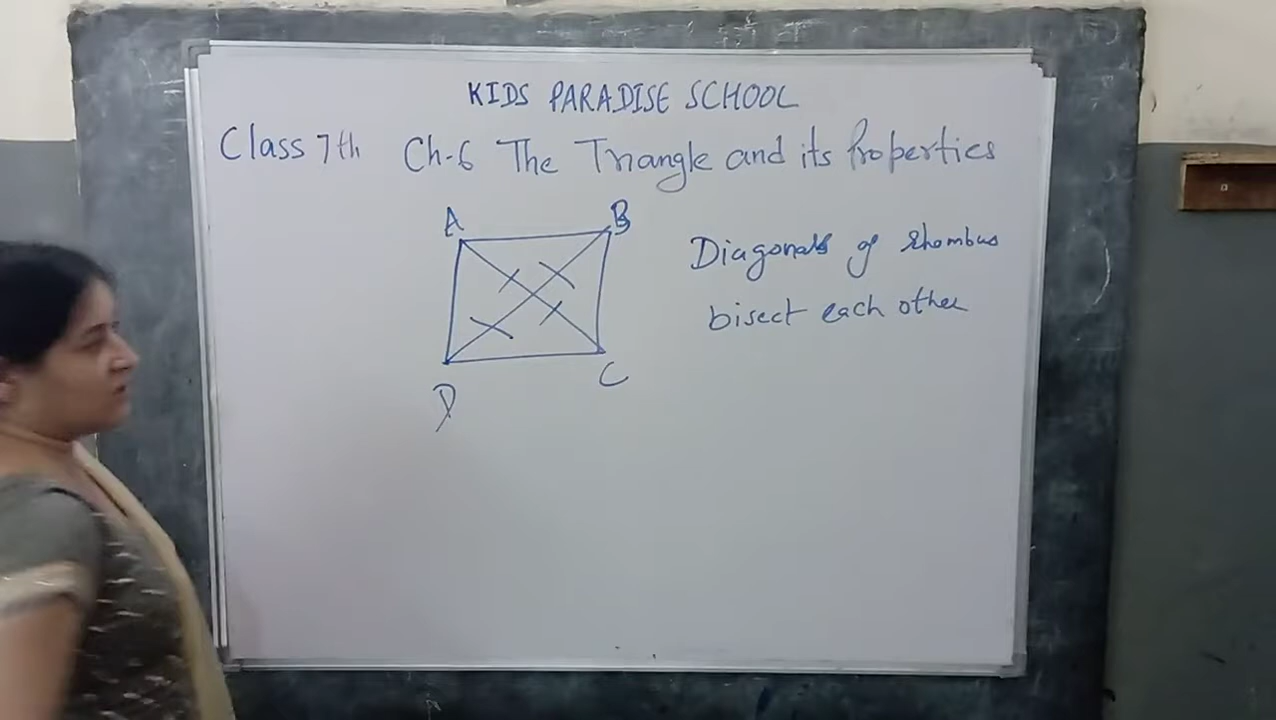 KIDS PARADISE SCHOOL
Class 7th Ch-6 The Triangle and its Properties
A B
Diagonals of rhombus
bisect each other
D C